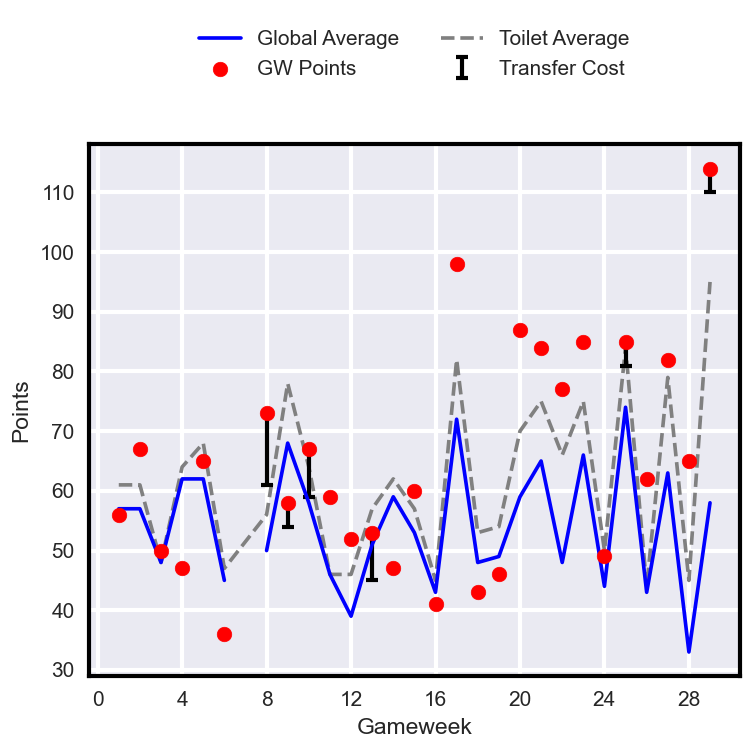 Global Average
Toilet Average
GW Points
Transfer Cost
110
100
90
80
70
60
50
40
30
Points
0 4 8 12 16 20 24 28
Gameweek